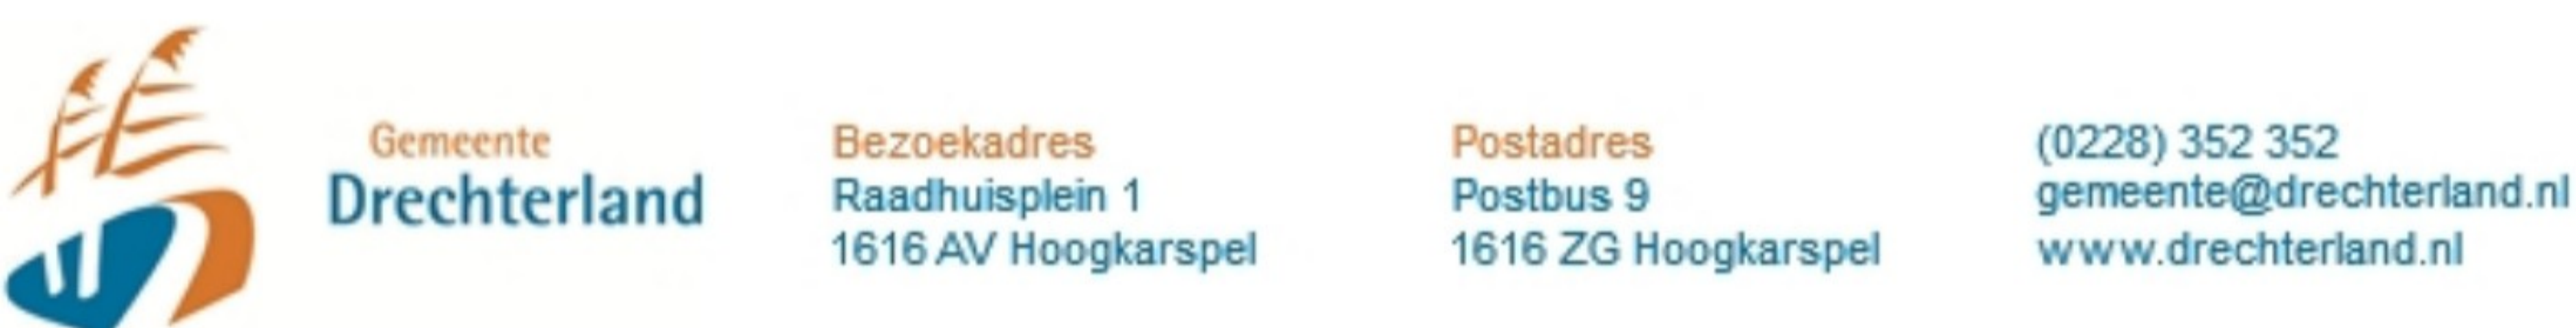 Gemeente
Drechterland
Bezoekadres
Raadhuisplein 1
1616 AV Hoogkarspel
Postadres
Postbus 9
1616 ZG Hoogkarspel
(0228) 352 352
gemeente@drechterland.nl
www.drechterland.nl